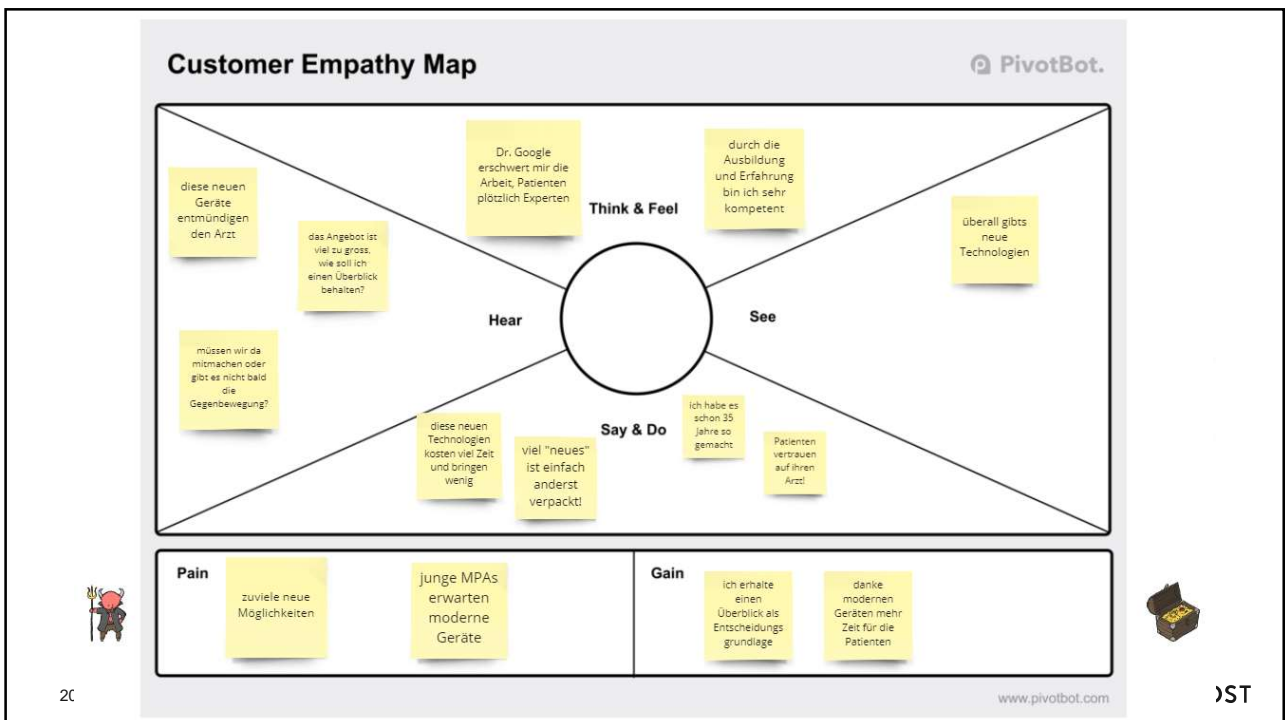 Customer Empathy Map
PivotBot.
Dr. Google
erschwert mir die
Arbeit, Patienten
plötzlich Experten
durch die
Ausbildung
und Erfahrung
bin ich sehr
kompetent
Think & Feel
diese neuen
Geräte
entmündigen
den Arzt
das Angebot ist
viel zu gross,
wie soll ich
einen Überblick
behalten?
müssen wir da
mitmachen oder
gibt es nicht bald
die
Gegenbewegung?
Hear
überall gibts
neue
Technologien
See
Say & Do
diese neuen
Technologien
kosten viel Zeit
und bringen
wenig
viel "neues"
ist einfach
anderst
verpackt!
ich habe es
schon 35
Jahre so
gemacht
Patienten
vertrauen
auf ihren
Arzt!
Pain
zuviele neue
Möglichkeiten
junge MPAs
erwarten
moderne
Geräte
Gain
ich erhalte
einen
Überblick als
Entscheidungs
grundlage
danke
modernen
Geräten mehr
Zeit für die
Patienten
www.pivotbot.com